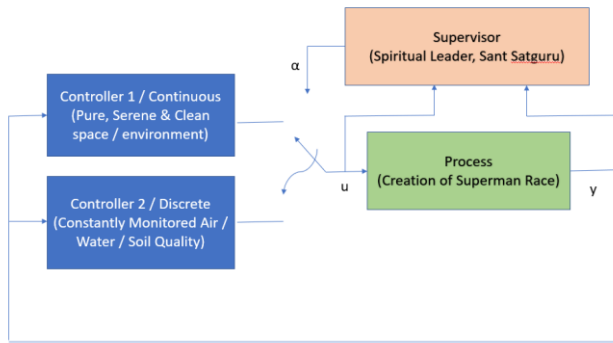 Supervisor
(Spiritual Leader, Sant Satguru)
α
Controller 1 / Continuous
(Pure, Serene & Clean
space / environment)
Process
(Creation of Superman Race)
u
y
Controller 2 / Discrete
(Constantly Monitored Air /
Water / Soil Quality)